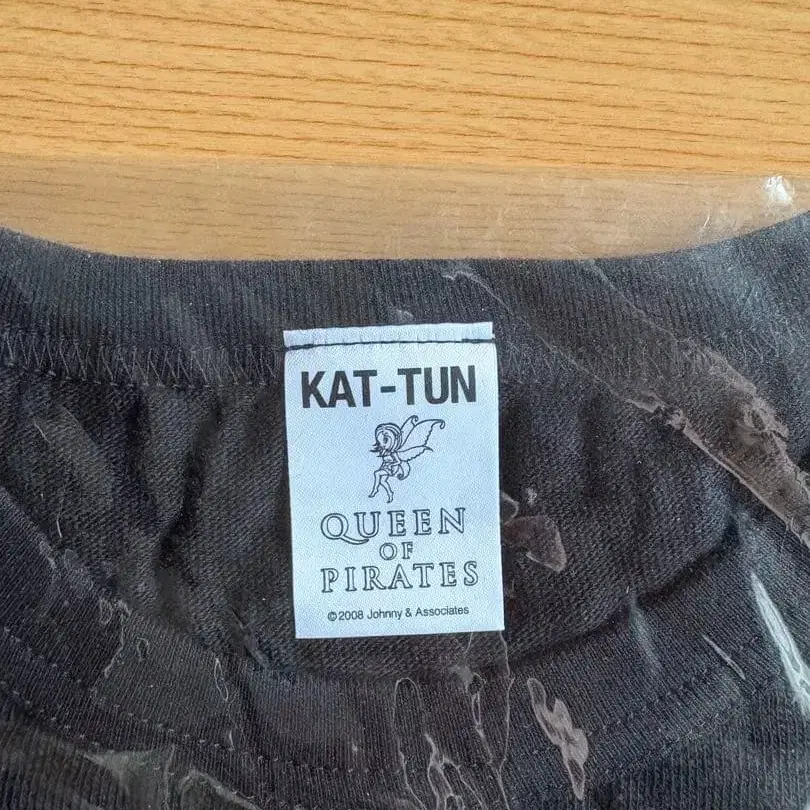 KAT-TUN
QUEEN
OF
PIRATES
©2008 Johnny & Associates